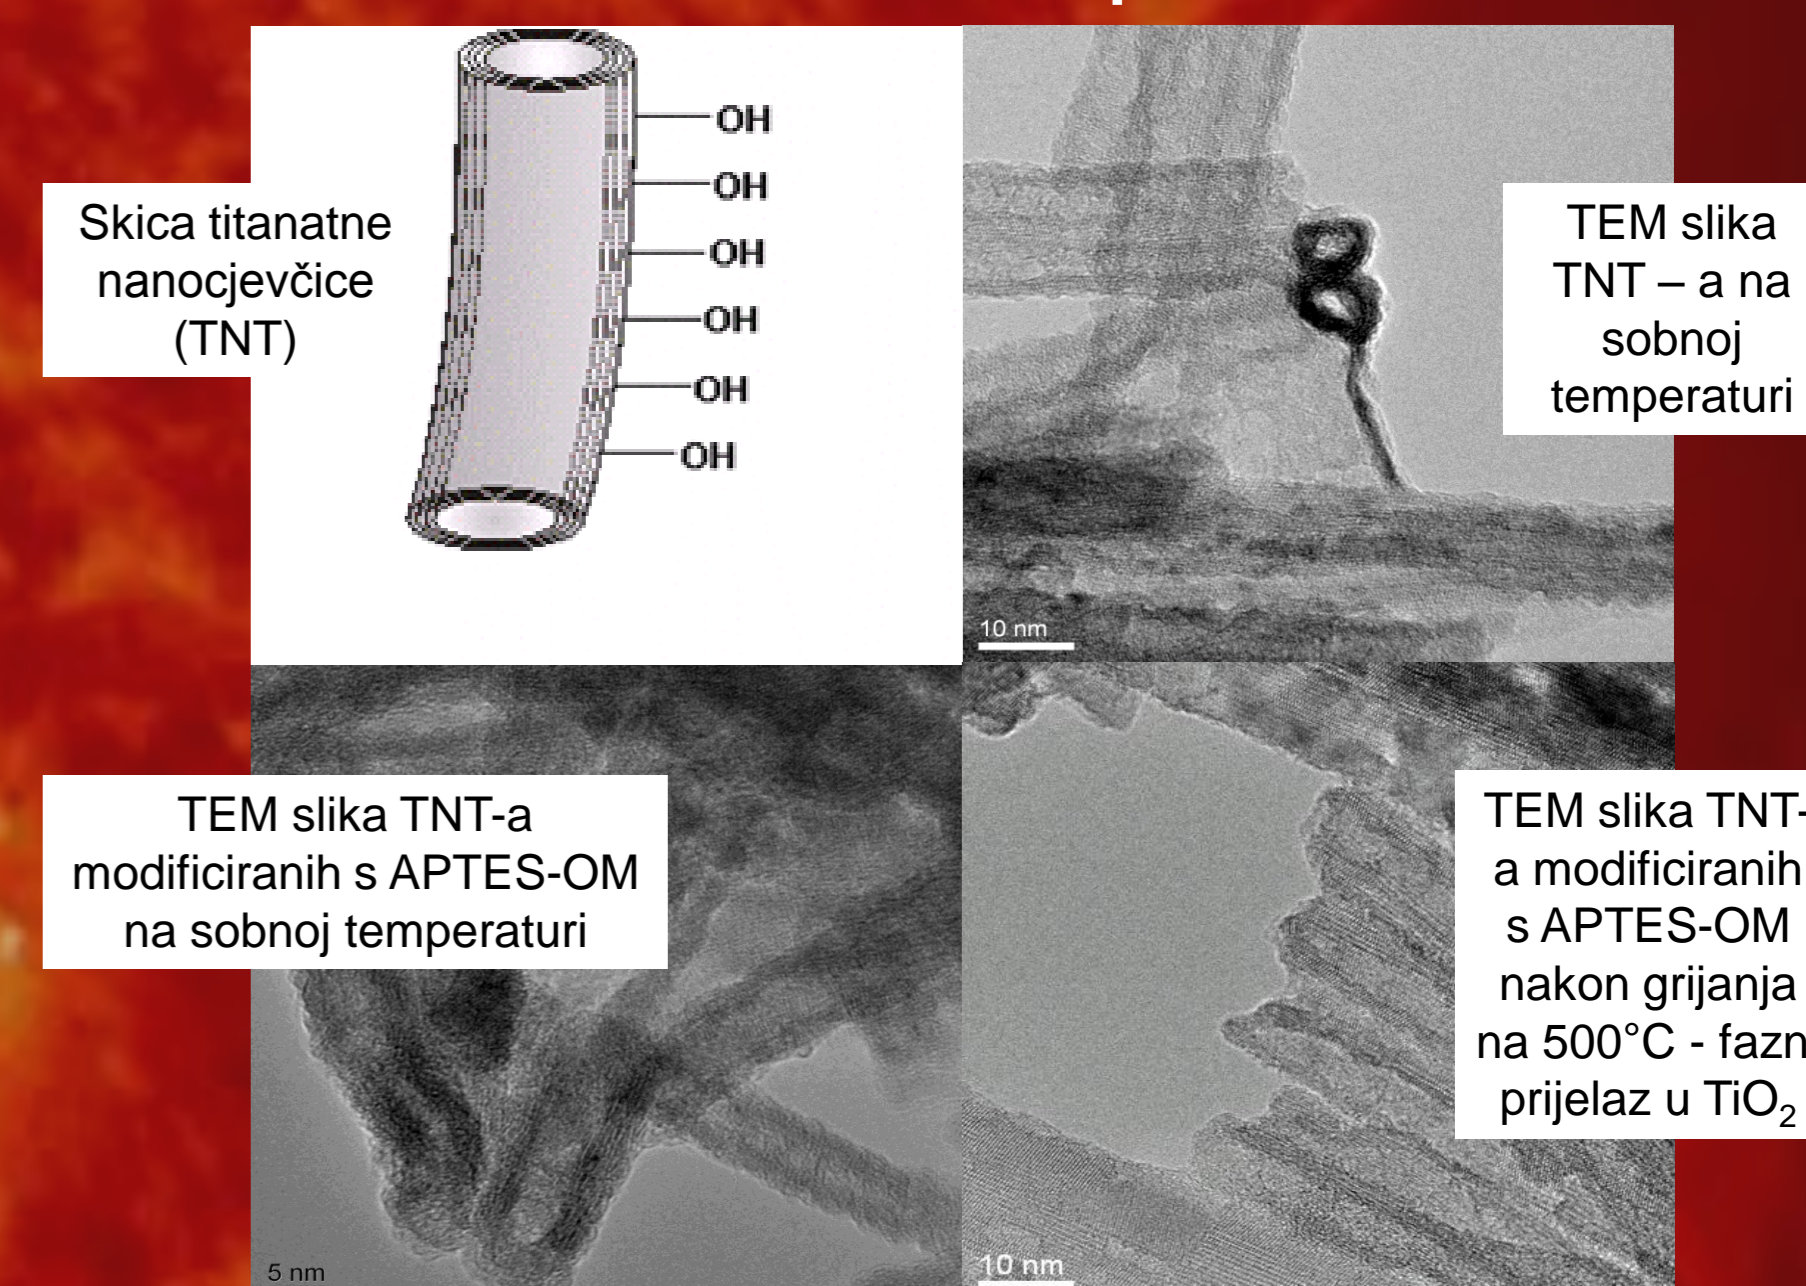 Skica titanatne
nanocjevčice
(TNT)
OH
OH
OH
OH
OH
OH
TEM slika
TNT – a na
sobnoj
temperaturi
10 nm
TEM slika TNT-a
modificiranih s APTES-OM
na sobnoj temperaturi
5 nm
TEM slika TNT-
a modificiranih
s APTES-OM
nakon grijanja
na 500°C - fazn
prijelaz u TiO₂
10 nm